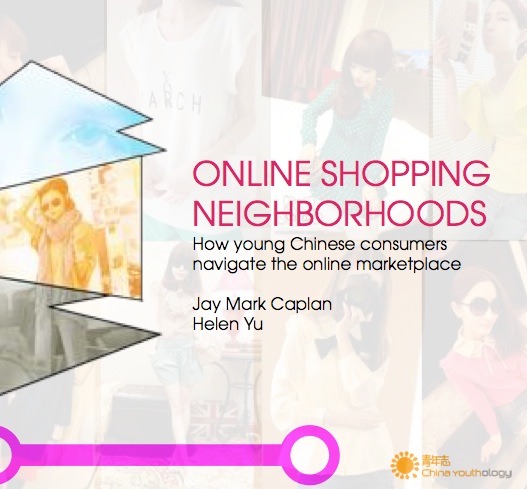 ARCH
ONLINE SHOPPING
NEIGHBORHOODS
How young Chinese consumers
navigate the online marketplace
Jay Mark Caplan
Helen Yu
青年志
China youthology